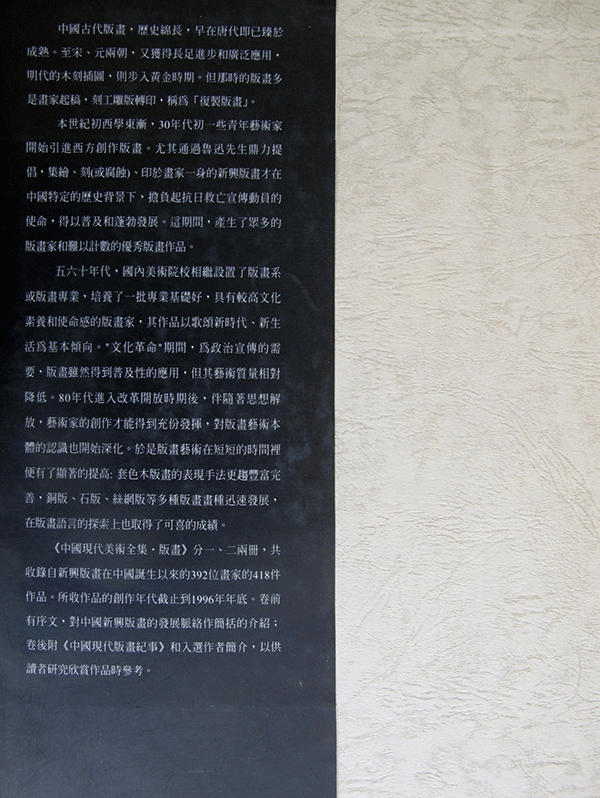 中國古代版畫，歷史綿長，早在唐代即已臻於
成熟。至宋、元兩朝，又獲得長足進步和廣泛應用，
明代的木刻插圖，則步入黃金時期。但那時的版畫多
是畫家起稿，刻工雕版轉印，稱爲「復製版畫」。
本世紀初西學東漸，30年代初一些青年藝術家
開始引進西方創作版畫。尤其通過魯迅先生鼎力提
倡，集繪、刻(或腐蝕)、印於畫家一身的新興版畫才在
中國特定的歷史背景下，擔負起抗日救亡宣傳動員的
使命，得以普及和蓬勃發展。這期間，產生了眾多的
版畫家和難以計數的優秀版畫作品。
五六十年代，國內美術院校相繼設置了版畫系
或版畫專業，培養了一批專業基礎好，具有較高文化
素養和使命感的版畫家，其作品以歌頌新時代、新生
活爲基本傾向。"文化革命"期間，爲政治宣傳的需
要，版畫雖然得到普及性的應用，但其藝術質量相對
降低。80年代進入改革開放時期後，伴隨著思想解
放，藝術家的創作才能得到充份發揮，對版畫藝術本
體的認識也開始深化。於是版畫藝術在短短的時間裡
便有了顯著的提高: 套色木版畫的表現手法更趨豐富完
善，銅版、石版、絲網版等多種版畫畫種迅速發展，
在版畫語言的探索上也取得了可喜的成績。
《中國現代美術全集·版畫》分一、二兩冊，共
收錄自新興版畫在中國誕生以來的392位畫家的418件
作品。所收作品的創作年代截止到1996年年底。卷前
有序文，對中國新興版畫的發展脈絡作簡括的介紹；
卷後附《中國現代版畫紀事》和入選作者簡介，以供
讀者研究欣賞作品時參考。